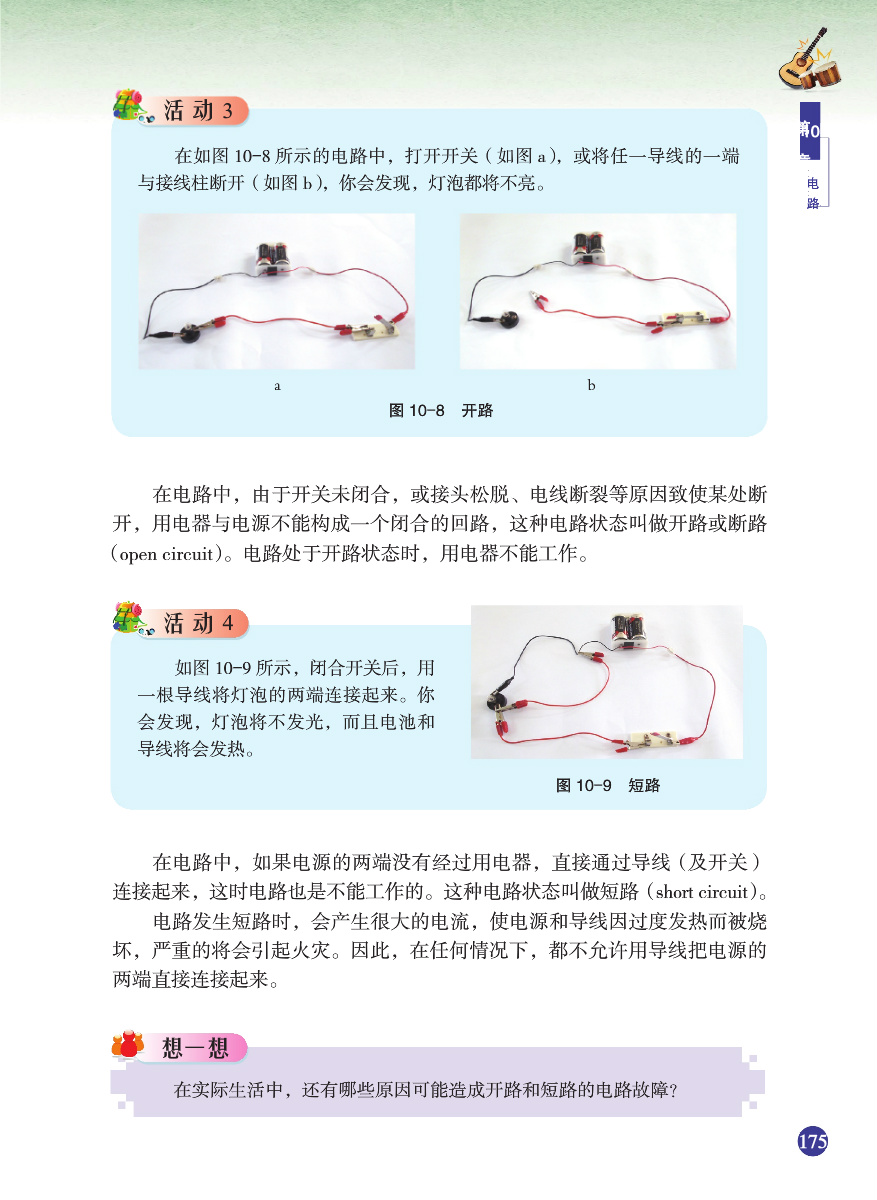 活动3
在如图 10-8 所示的电路中，打开开关（如图 a），或将任一导线的一端
与接线柱断开（如图 b），你会发现，灯泡都将不亮。
a
b
图 10-8　开路
在电路中，由于开关未闭合，或接头松脱、电线断裂等原因致使某处断
开，用电器与电源不能构成一个闭合的回路，这种电路状态叫做开路或断路
（open circuit）。电路处于开路状态时，用电器不能工作。
活动4
如图 10-9 所示，闭合开关后，用
一根导线将灯泡的两端连接起来。你
会发现，灯泡将不发光，而且电池和
导线将会发热。
图 10-9　短路
在电路中，如果电源的两端没有经过用电器，直接通过导线（及开关）
连接起来，这时电路也是不能工作的。这种电路状态叫做短路（short circuit）。
电路发生短路时，会产生很大的电流，使电源和导线因过度发热而被烧
坏，严重的将会引起火灾。因此，在任何情况下，都不允许用导线把电源的
两端直接连接起来。
想一想
在实际生活中，还有哪些原因可能造成开路和短路的电路故障？
电路
175